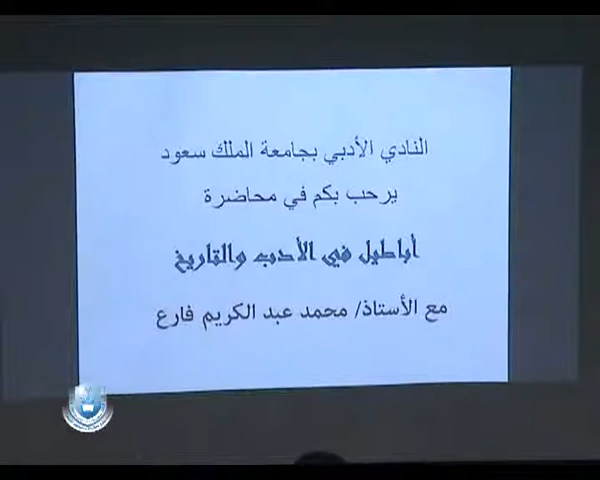 النادي الأدبي بجامعة الملك سعود
يرحب بكم في محاضرة
أباطيل في الأدب والتاريخ
مع الأستاذ/ محمد عبد الكريم فارع